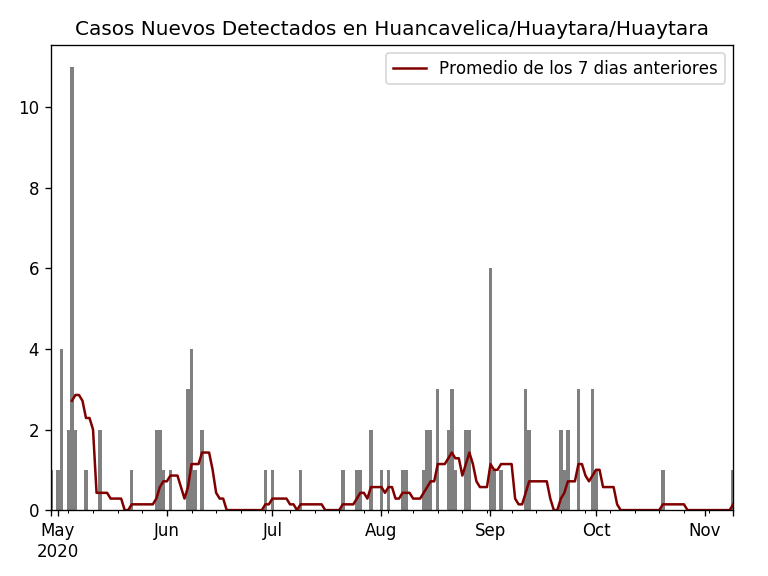 Casos Nuevos Detectados en Huancavelica/Huaytara/Huaytara
Promedio de los 7 dias anteriores
10
8
6
4
2
0
May Jun Jul Aug Sep Oct Nov
2020